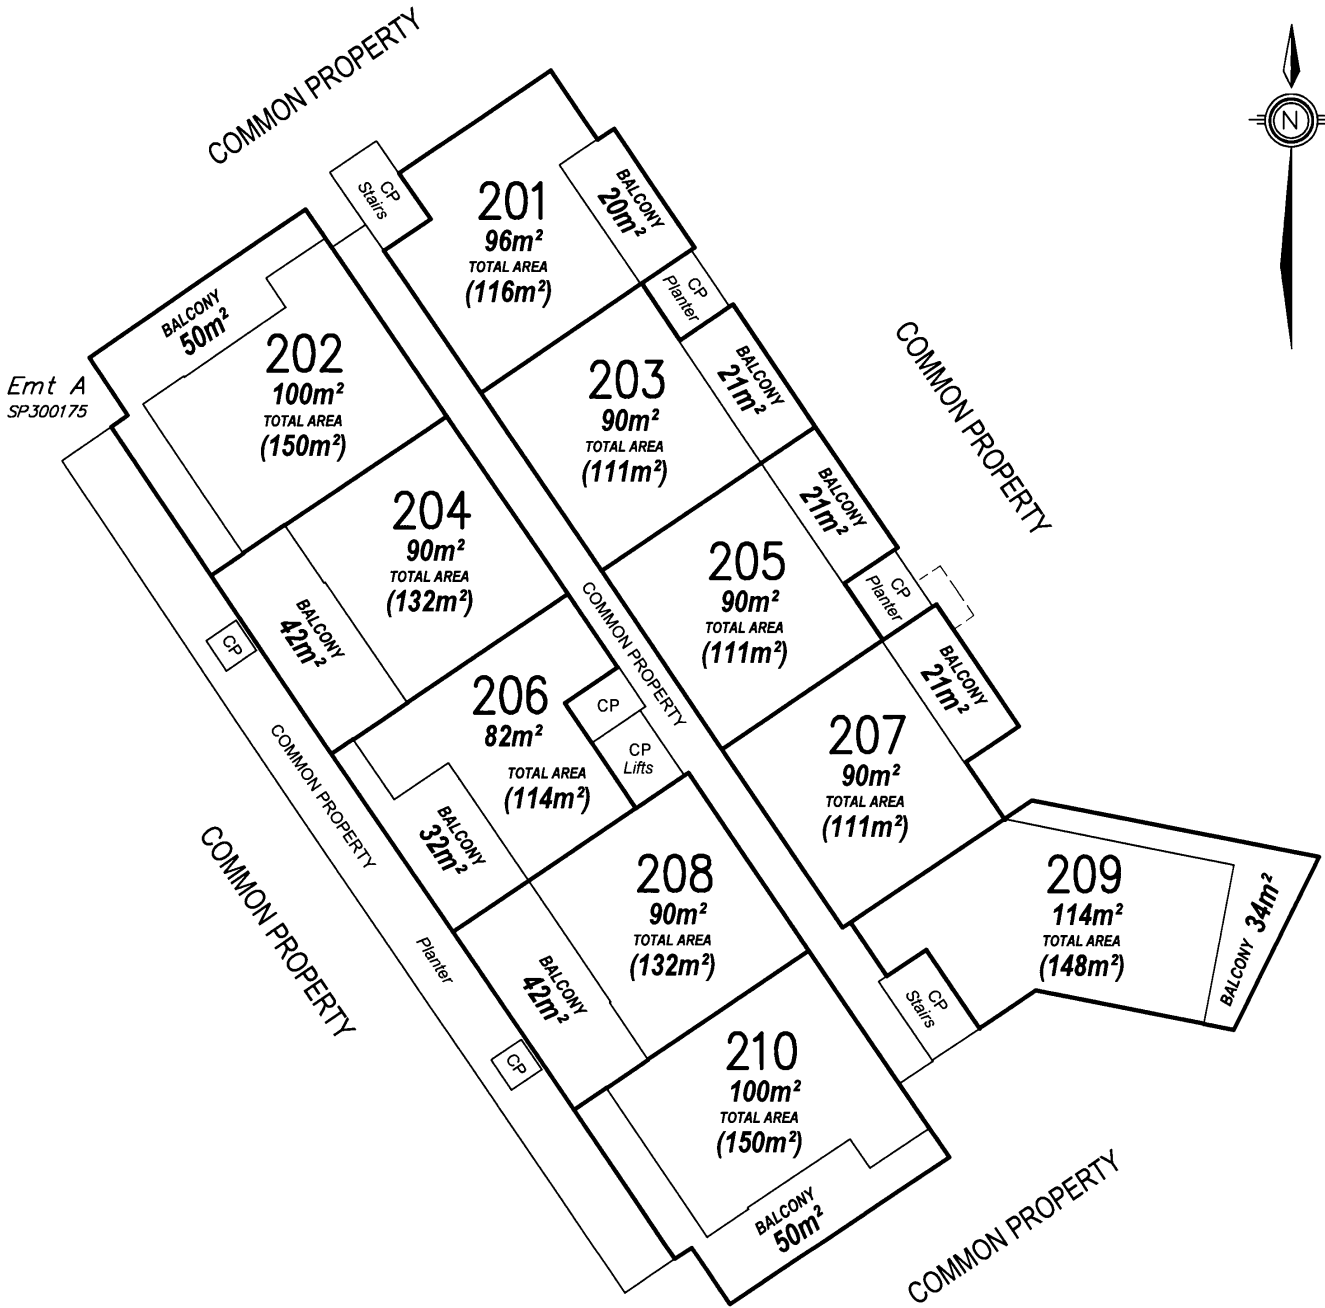 COMMON PROPERTY
N
CP
Stairs
201
96m²
TOTAL AREA
(116m²)
BALCONY
20m²
CP
Planter
BALCONY
50m²
202
100m²
TOTAL AREA
(150m²)
Emt A
SP300175
203
90m²
TOTAL AREA
(111m²)
BALCONY
21m²
COMMON PROPERTY
204
90m²
TOTAL AREA
(132m²)
BALCONY
42m²
CP
205
90m²
TOTAL AREA
(111m²)
BALCONY
21m²
CP
Planter
COMMON PROPERTY
206
82m²
TOTAL AREA
(114m²)
CP
CP
Lifts
BALCONY
32m²
207
90m²
TOTAL AREA
(111m²)
BALCONY
21m²
COMMON PROPERTY
COMMON PROPERTY
Planter
208
90m²
TOTAL AREA
(132m²)
BALCONY
42m²
CP
209
114m²
TOTAL AREA
(148m²)
BALCONY 34m²
CP
Stairs
210
100m²
TOTAL AREA
(150m²)
BALCONY
50m²
COMMON PROPERTY